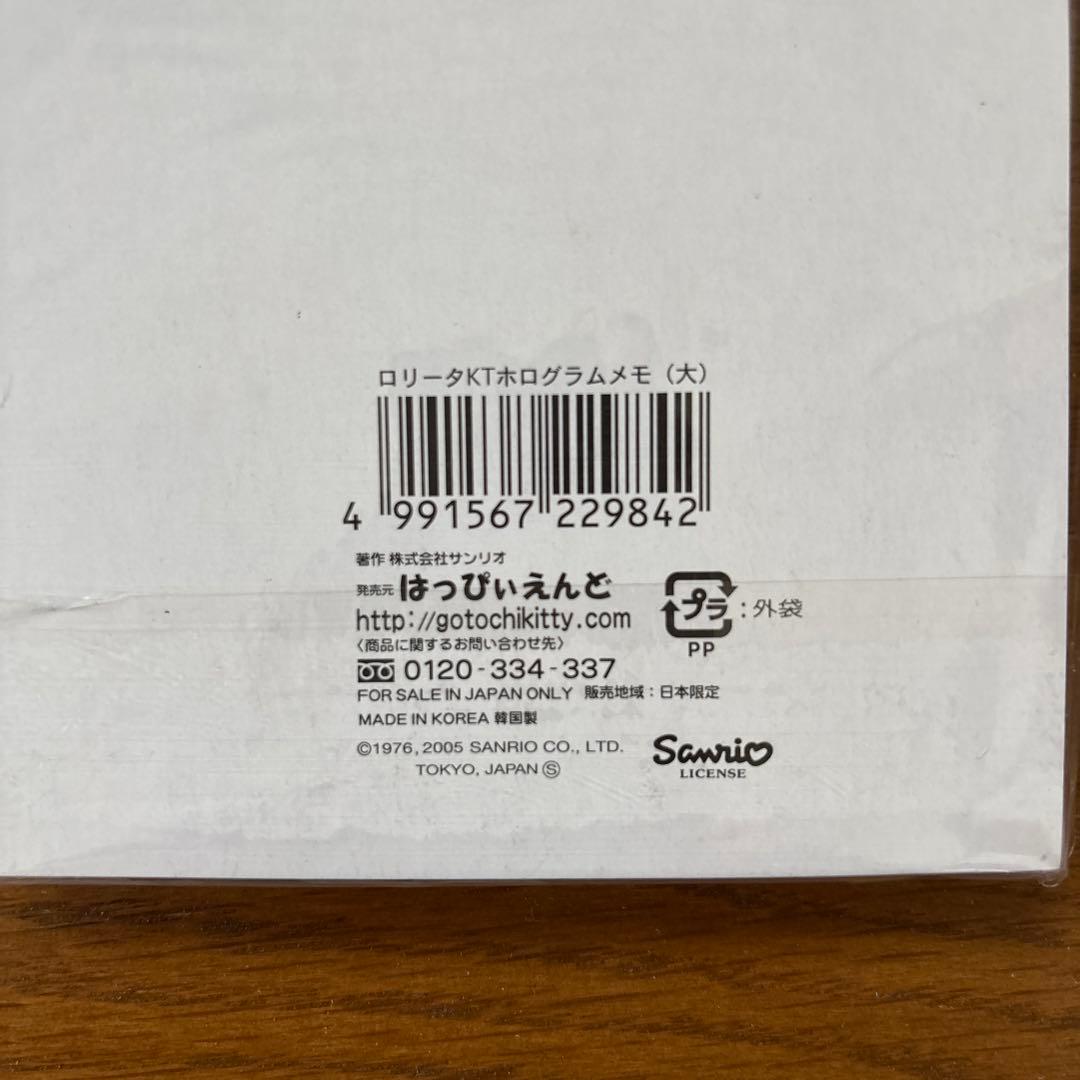 ロリータKTホログラムメモ（大）
4 991567 229842
著作 株式会社サンリオ
発売元 はっぴぃえんど
http://gotochikitty.com
プラ : 外袋
PP
〈商品に関するお問い合わせ先〉
0120-334-337
FOR SALE IN JAPAN ONLY 販売地域：日本限定
MADE IN KOREA 韓国製
©1976, 2005 SANRIO CO., LTD.
TOKYO, JAPAN Ⓢ
Sanrio
LICENSE